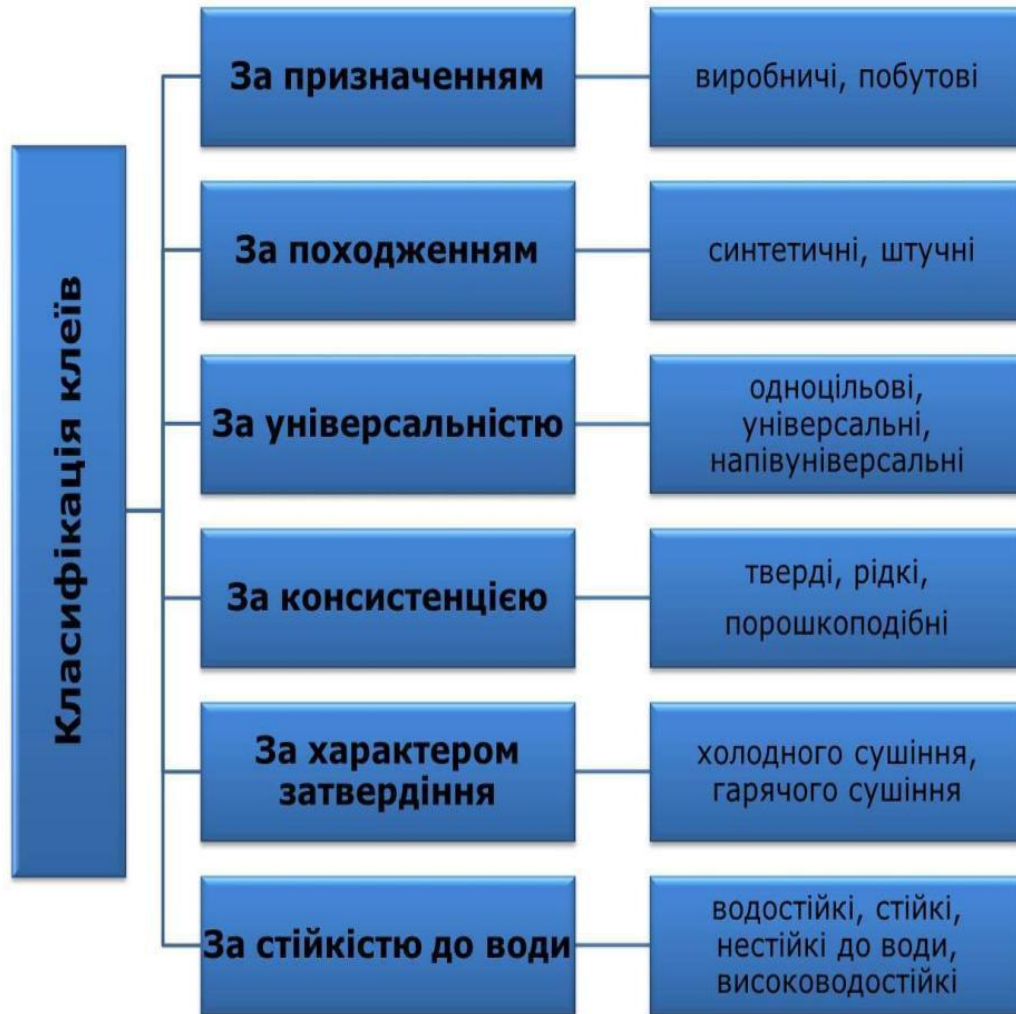 Класифікація клеїв
За призначенням
виробничі, побутові
За походженням
синтетичні, штучні
За універсальністю
одноцільові,
універсальні,
напівуніверсальні
За консистенцією
тверді, рідкі,
порошкоподібні
За характером
затвердіння
холодного сушіння,
гарячого сушіння
За стійкістю до води
водостійкі, стійкі,
нестійкі до води,
висоководостійкі